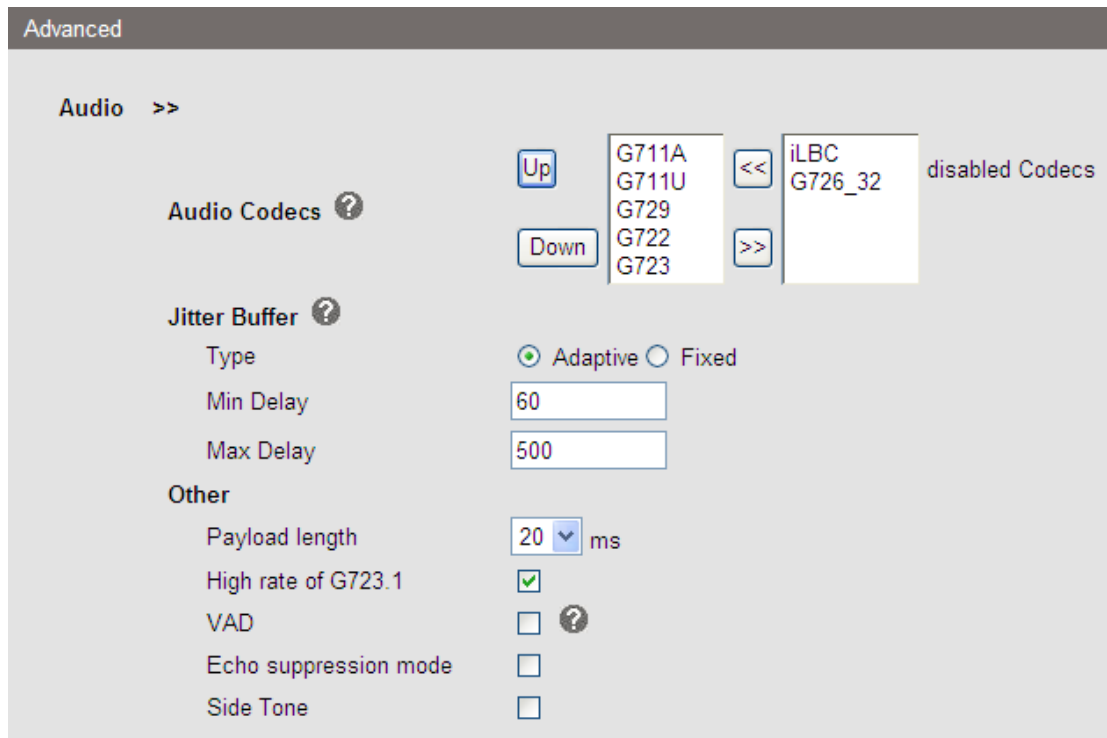 Advanced
Audio >>
Audio Codecs ?
Up
Down
G711A
G711U
G729
G722
G723
<<
>>
iLBC
G726_32
disabled Codecs
Jitter Buffer ?
Type Adaptive Fixed
Min Delay 60
Max Delay 500
Other
Payload length 20 ms
High rate of G723.1
VAD ?
Echo suppression mode
Side Tone